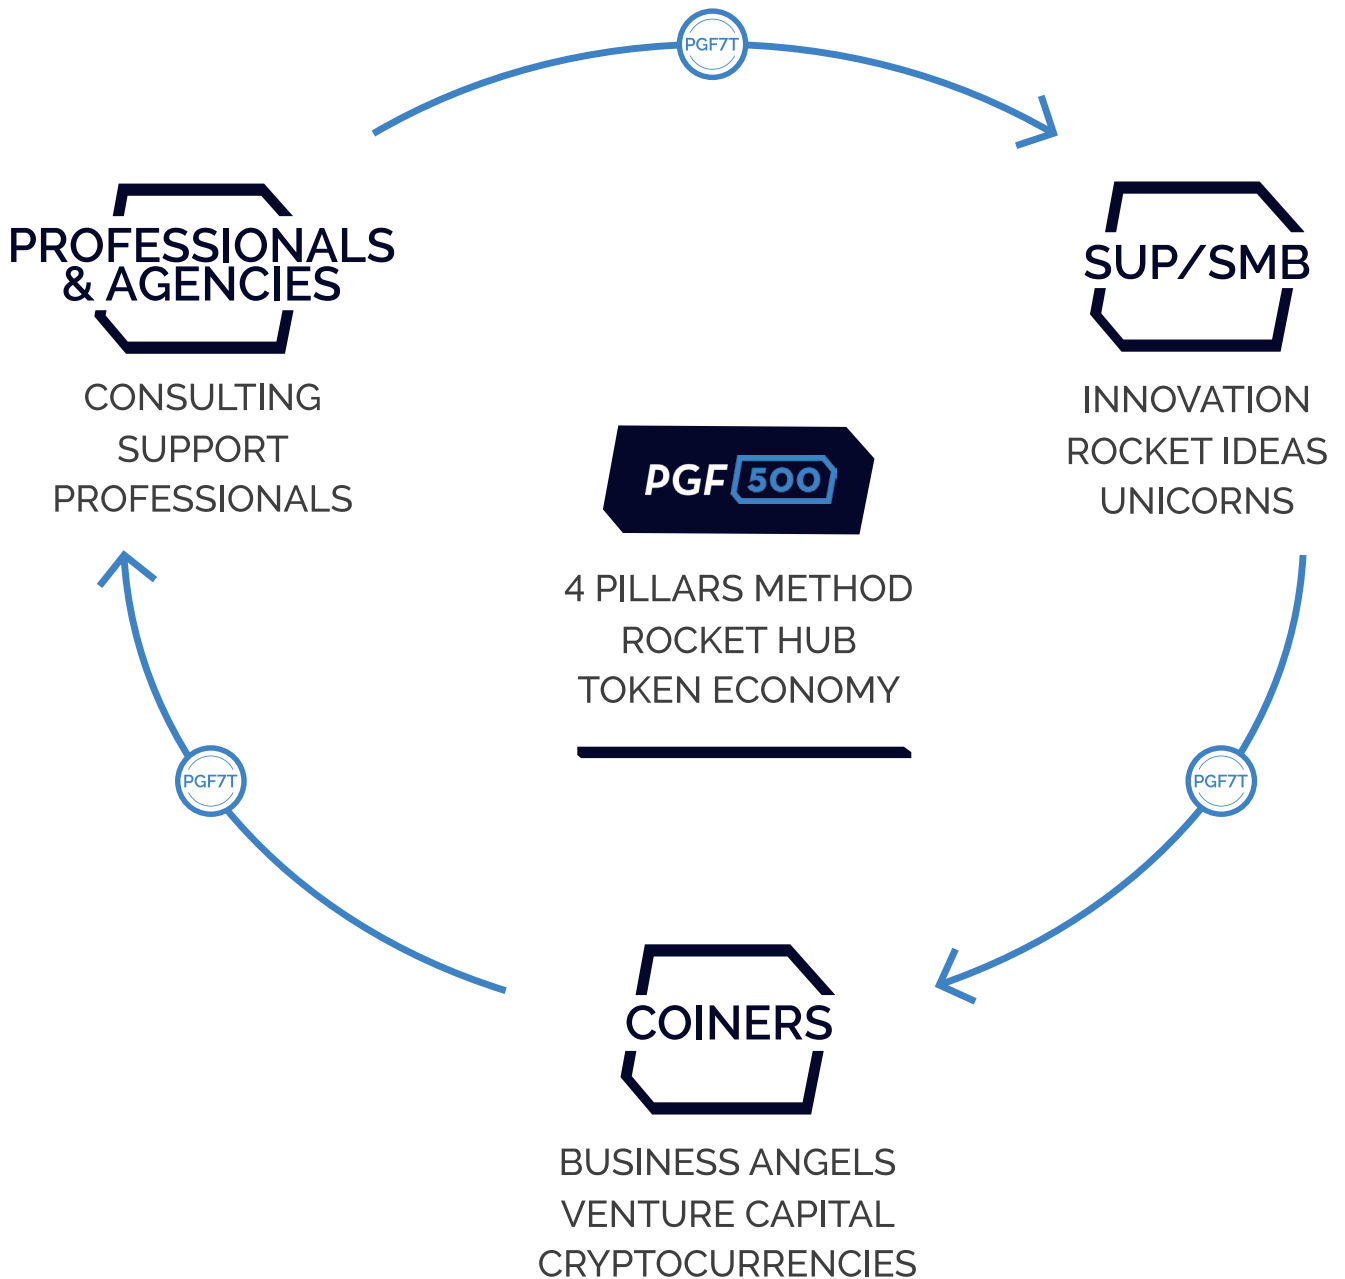 PGF7T
PROFESSIONALS
& AGENCIES
CONSULTING
SUPPORT
PROFESSIONALS
SUP/SMB
INNOVATION
ROCKET IDEAS
UNICORNS
PGF 500
4 PILLARS METHOD
ROCKET HUB
TOKEN ECONOMY
PGF7T
PGF7T
COINERS
BUSINESS ANGELS
VENTURE CAPITAL
CRYPTOCURRENCIES